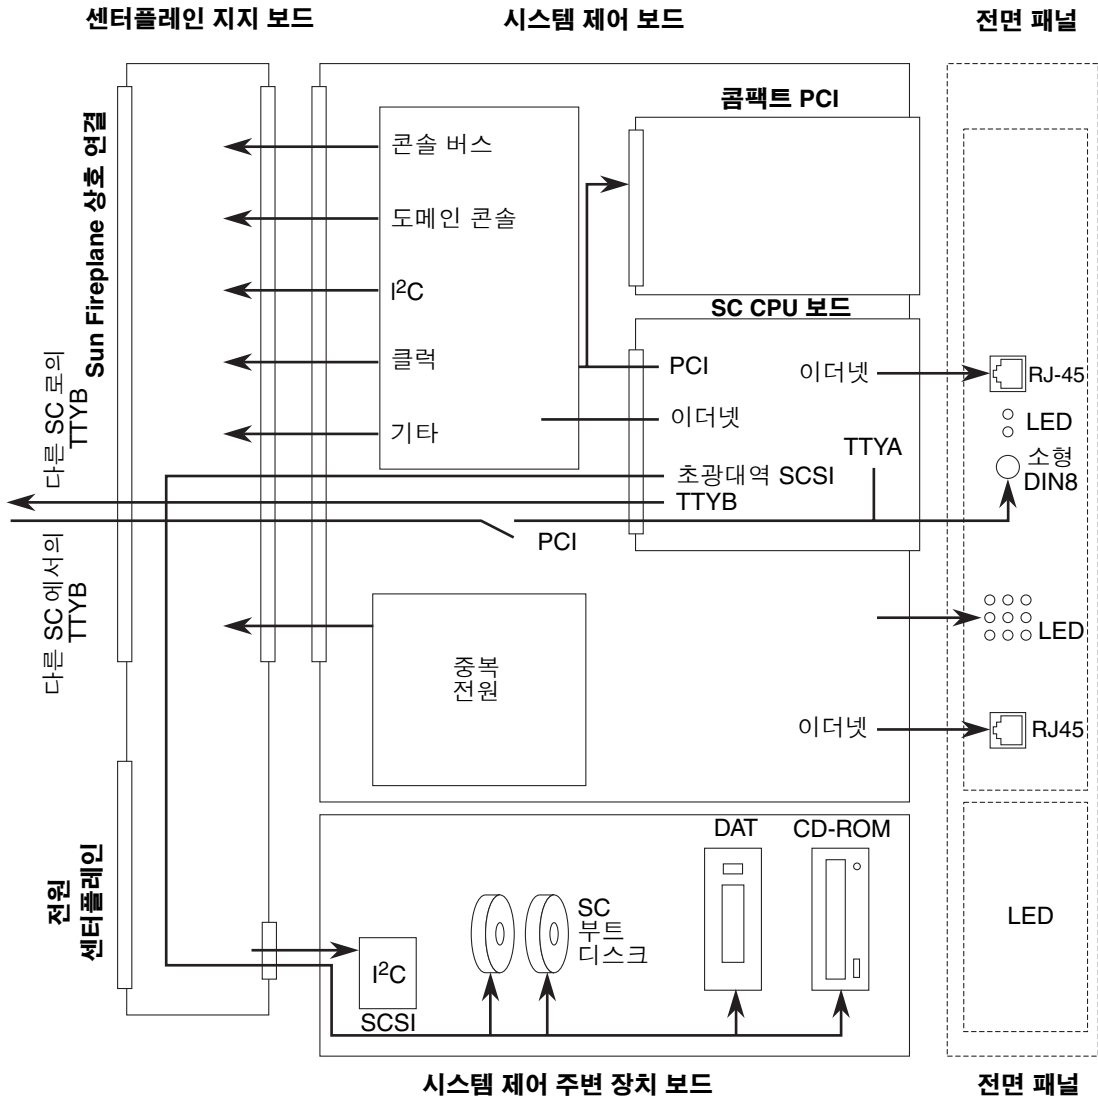 센터플레인 지지 보드
시스템 제어 보드
전면 패널
Sun Fireplane 상호 연결
콘솔 버스
도메인 콘솔
I²C
클럭
기타
콤팩트 PCI
SC CPU 보드
PCI
이더넷
이더넷
TTYA
초광대역 SCSI
TTYB
PCI
RJ-45
LED
소형
DIN8
다른 SC 로의
TTYB
다른 SC 에서의
TTYB
중복
전원
LED
이더넷
RJ45
전원
센터플레인
I²C
SCSI
SC
부트
디스크
DAT
CD-ROM
LED
시스템 제어 주변 장치 보드
전면 패널